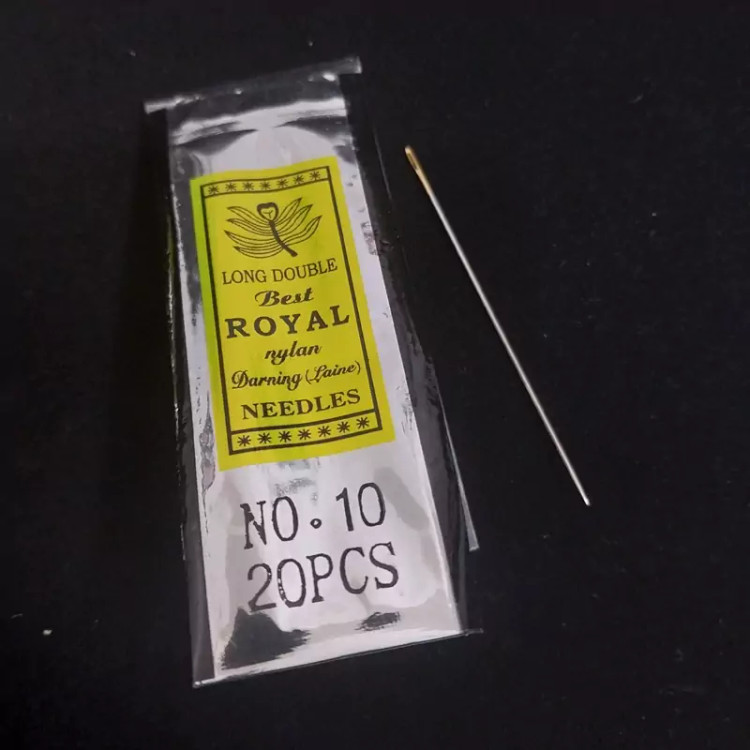 LONG DOUBLE
Best
ROYAL
nylan
Darning (Laine)
NEEDLES
NO. 10
20PCS